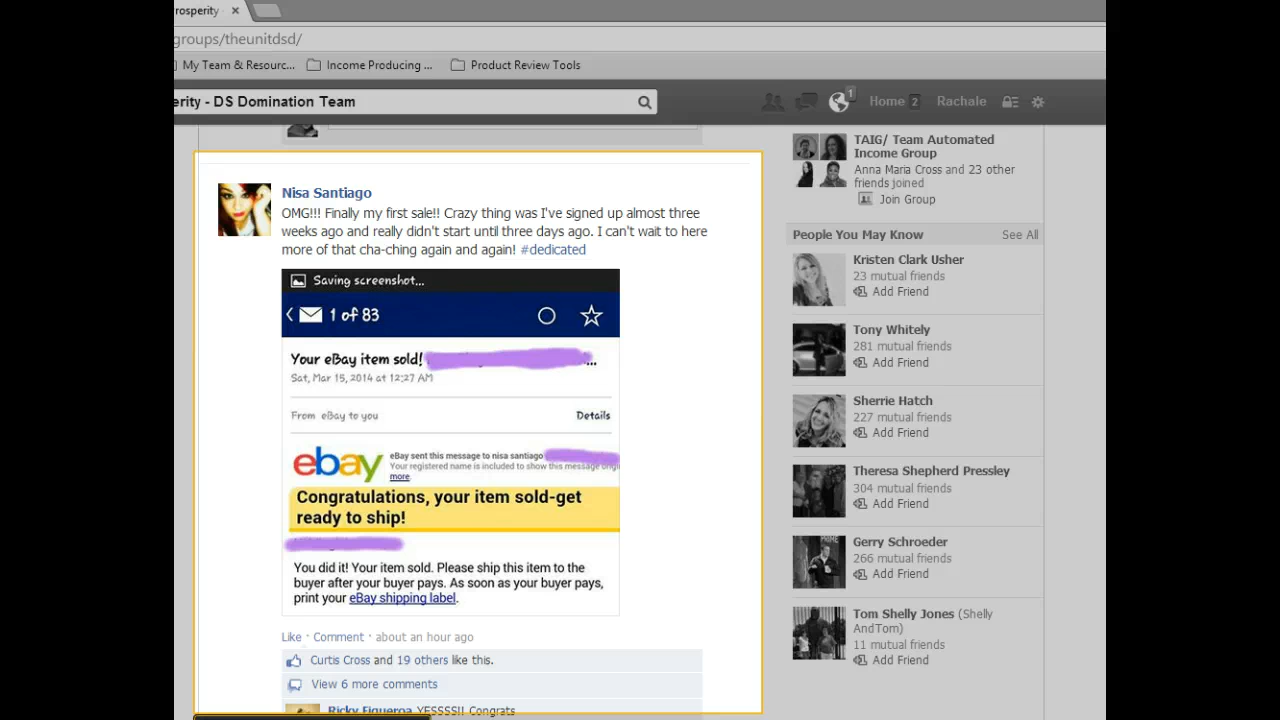 rosperity
groups/theunitdsd/
My Team & Resourc...
Income Producing ...
Product Review Tools
erity - DS Domination Team
1
Home 2
Rachale
Nisa Santiago
OMG!!! Finally my first sale!! Crazy thing was I've signed up almost three
weeks ago and really didn't start until three days ago. I can't wait to here
more of that cha-ching again and again! #dedicated
Saving screenshot...
1 of 83
Your eBay item sold! ...
Sat, Mar 15, 2014 at 12:27 AM
From eBay to you
Details
ebay
eBay sent this message to nisa santiago
Your registered name is included to show this message origi
more.
Congratulations, your item sold-get
ready to ship!
You did it! Your item sold. Please ship this item to the
buyer after your buyer pays. As soon as your buyer pays,
print your eBay shipping label.
Like · Comment · about an hour ago
Curtis Cross and 19 others like this.
View 6 more comments
Ricky Figueroa YESSSS!! Congrats
TAIG/ Team Automated
Income Group
Anna Maria Cross and 23 other
friends joined
Join Group
People You May Know
See All
Kristen Clark Usher
23 mutual friends
Add Friend
Tony Whitely
281 mutual friends
Add Friend
Sherrie Hatch
227 mutual friends
Add Friend
Theresa Shepherd Pressley
304 mutual friends
Add Friend
Gerry Schroeder
266 mutual friends
Add Friend
Tom Shelly Jones (Shelly
AndTom)
11 mutual friends
Add Friend